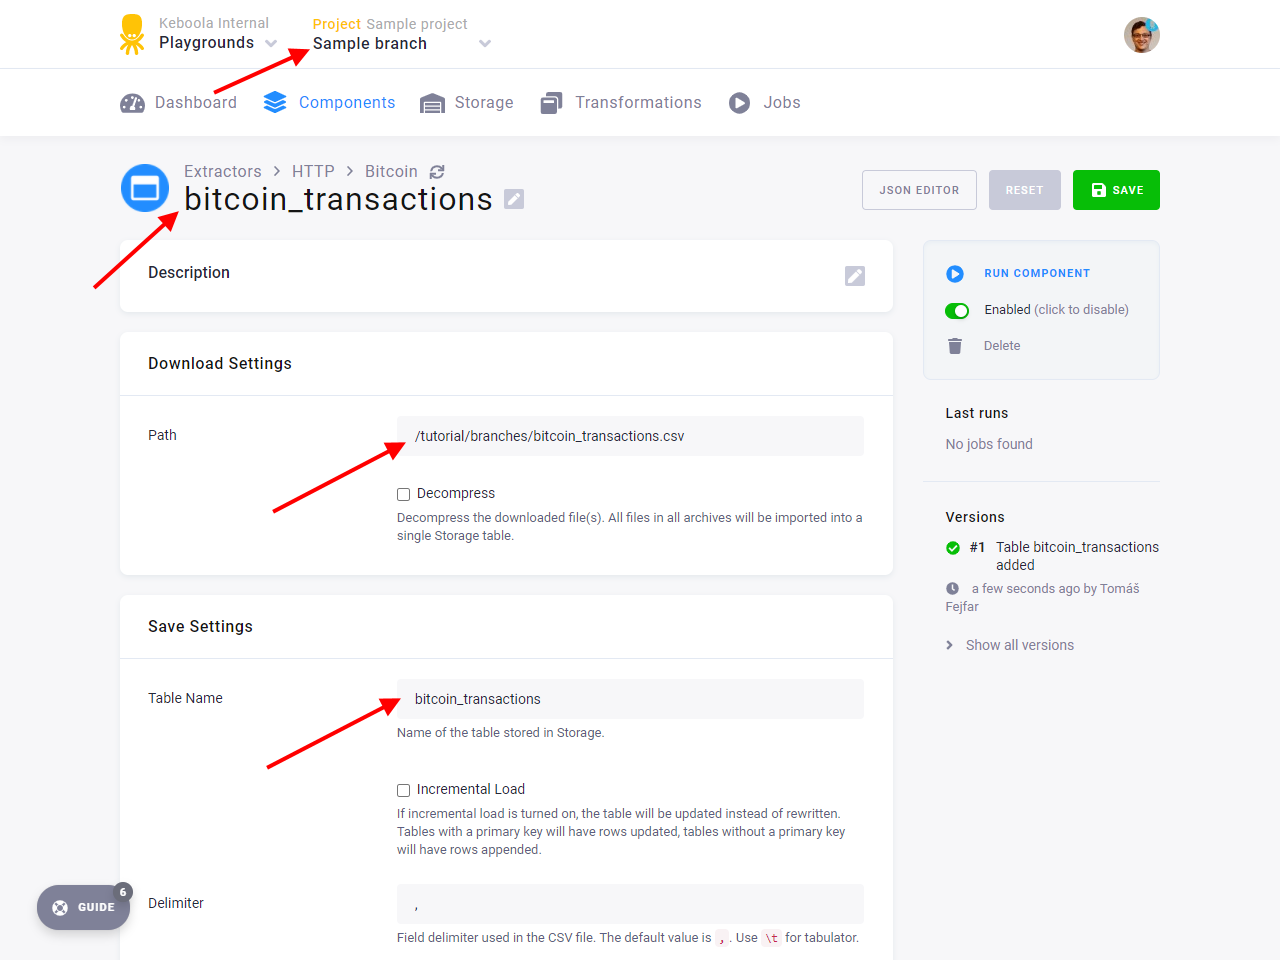 Keboola Internal
Playgrounds
Project Sample project
Sample branch
Dashboard
Components
Storage
Transformations
Jobs
Extractors > HTTP > Bitcoin
bitcoin_transactions
JSON EDITOR
RESET
SAVE
Description
Download Settings
Path
/tutorial/branches/bitcoin_transactions.csv
Decompress
Decompress the downloaded file(s). All files in all archives will be imported into a
single Storage table.
Save Settings
Table Name
bitcoin_transactions
Name of the table stored in Storage.
Incremental Load
If incremental load is turned on, the table will be updated instead of rewritten.
Tables with a primary key will have rows updated, tables without a primary key
will have rows appended.
Delimiter
,
Field delimiter used in the CSV file. The default value is , . Use \t for tabulator.
RUN COMPONENT
Enabled (click to disable)
Delete
Last runs
No jobs found
Versions
#1 Table bitcoin_transactions
added
a few seconds ago by Tomáš
Fejfar
Show all versions
GUIDE
6